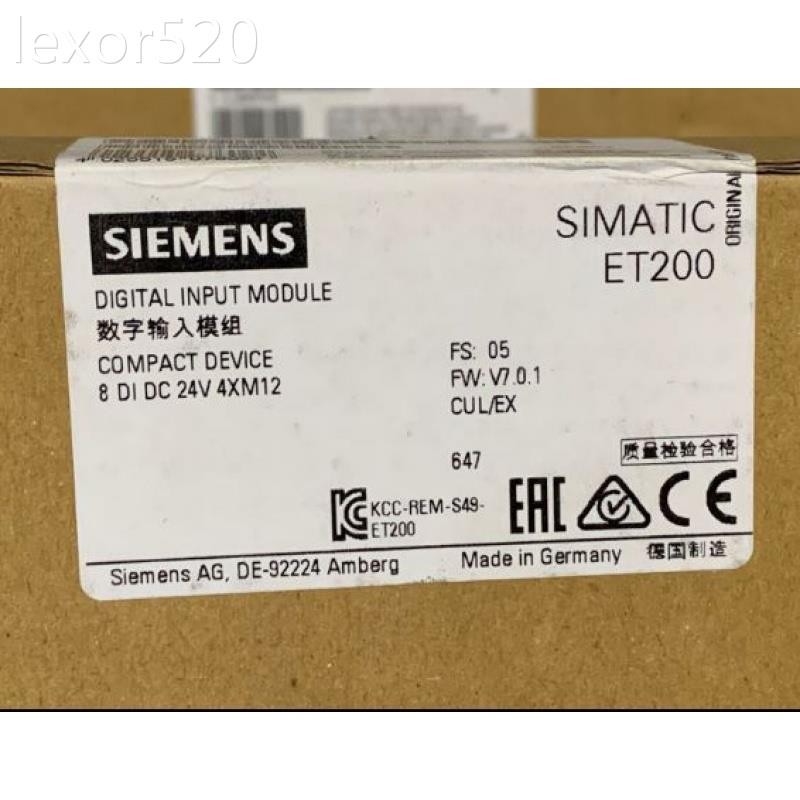 lexor520
SIEMENS
SIMATIC
ET200
ORIGINAL
DIGITAL INPUT MODULE
数字输入模组
COMPACT DEVICE
8 DI DC 24V 4XM12
FS: 05
FW: V7.0.1
CUL/EX
647
质量检验合格
KCC-REM-S49-
ET200
EAC
CE
Siemens AG, DE-92224 Amberg
Made in Germany
德国制造